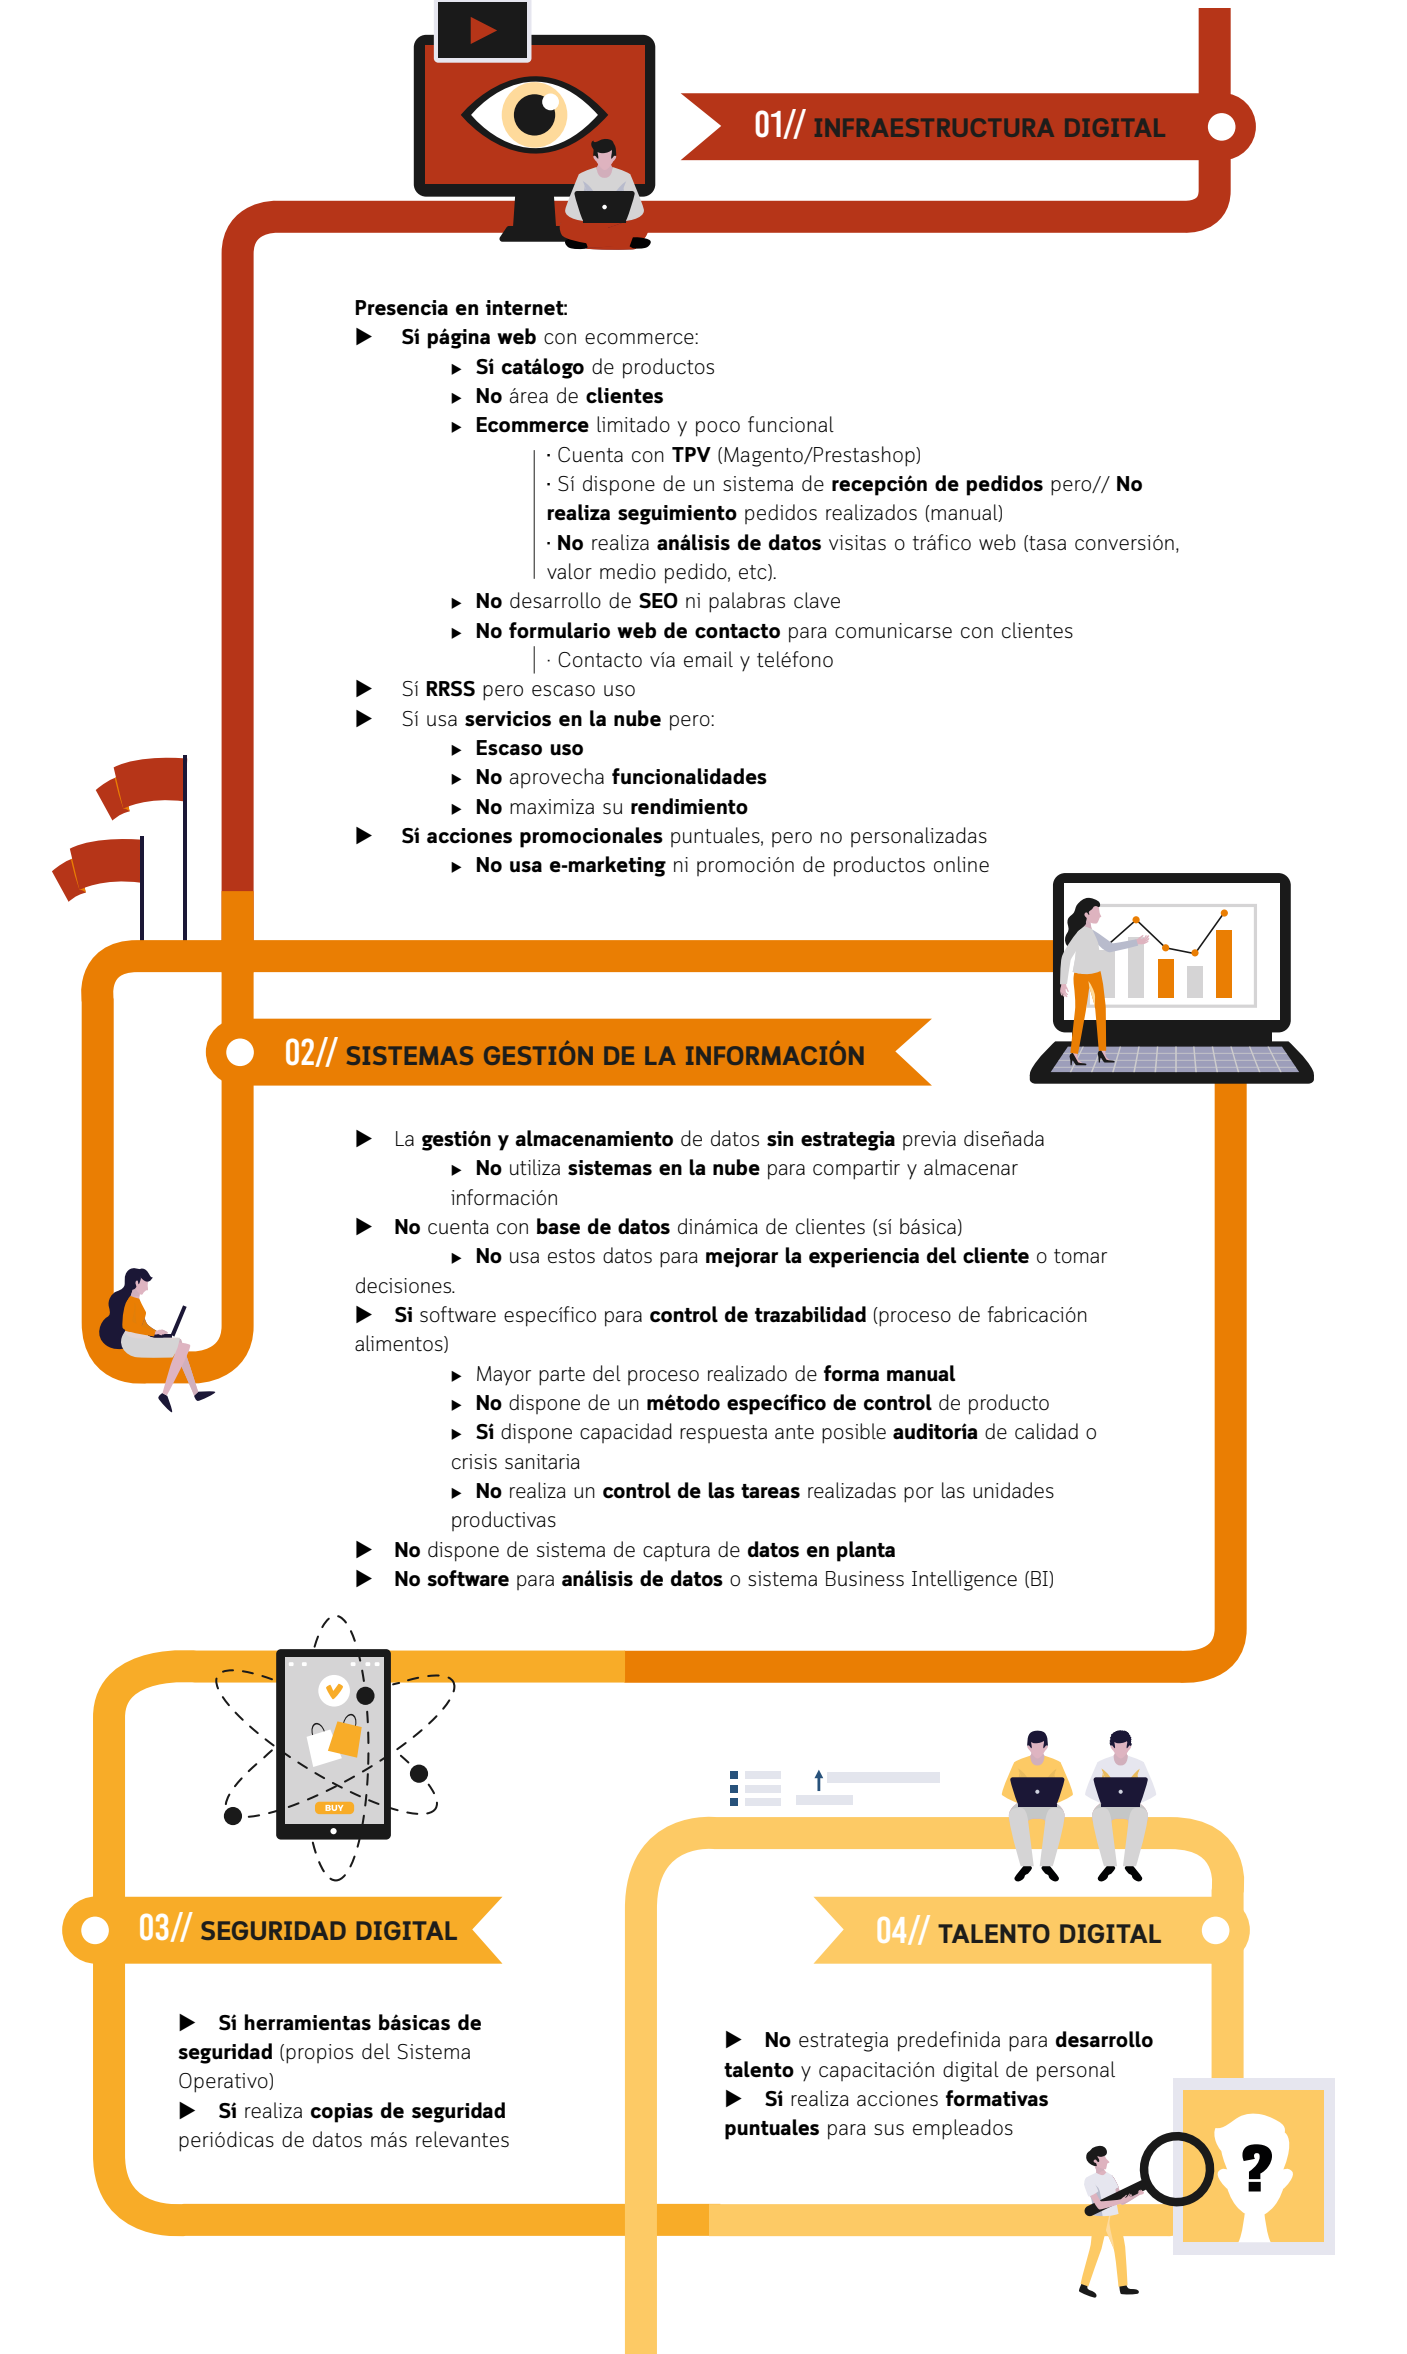 01// INFRAESTRUCTURA DIGITAL
Presencia en internet:
▶ Sí página web con ecommerce:
▶ Sí catálogo de productos
▶ No área de clientes
▶ Ecommerce limitado y poco funcional
· Cuenta con TPV (Magento/Prestashop)
· Sí dispone de un sistema de recepción de pedidos pero// No
realiza seguimiento pedidos realizados (manual)
· No realiza análisis de datos visitas o tráfico web (tasa conversión,
valor medio pedido, etc).
▶ No desarrollo de SEO ni palabras clave
▶ No formulario web de contacto para comunicarse con clientes
· Contacto vía email y teléfono
▶ Sí RRSS pero escaso uso
▶ Sí usa servicios en la nube pero:
▶ Escaso uso
▶ No aprovecha funcionalidades
▶ No maximiza su rendimiento
▶ Sí acciones promocionales puntuales, pero no personalizadas
▶ No usa e-marketing ni promoción de productos online
02// SISTEMAS GESTIÓN DE LA INFORMACIÓN
▶ La gestión y almacenamiento de datos sin estrategia previa diseñada
▶ No utiliza sistemas en la nube para compartir y almacenar
información
▶ No cuenta con base de datos dinámica de clientes (sí básica)
▶ No usa estos datos para mejorar la experiencia del cliente o tomar
decisiones.
▶ Si software específico para control de trazabilidad (proceso de fabricación
alimentos)
▶ Mayor parte del proceso realizado de forma manual
▶ No dispone de un método específico de control de producto
▶ Sí dispone capacidad respuesta ante posible auditoría de calidad o
crisis sanitaria
▶ No realiza un control de las tareas realizadas por las unidades
productivas
▶ No dispone de sistema de captura de datos en planta
▶ No software para análisis de datos o sistema Business Intelligence (BI)
BUY
03// SEGURIDAD DIGITAL
▶ Sí herramientas básicas de
seguridad (propios del Sistema
Operativo)
▶ Sí realiza copias de seguridad
periódicas de datos más relevantes
04// TALENTO DIGITAL
▶ No estrategia predefinida para desarrollo
talento y capacitación digital de personal
▶ Sí realiza acciones formativas
puntuales para sus empleados
?